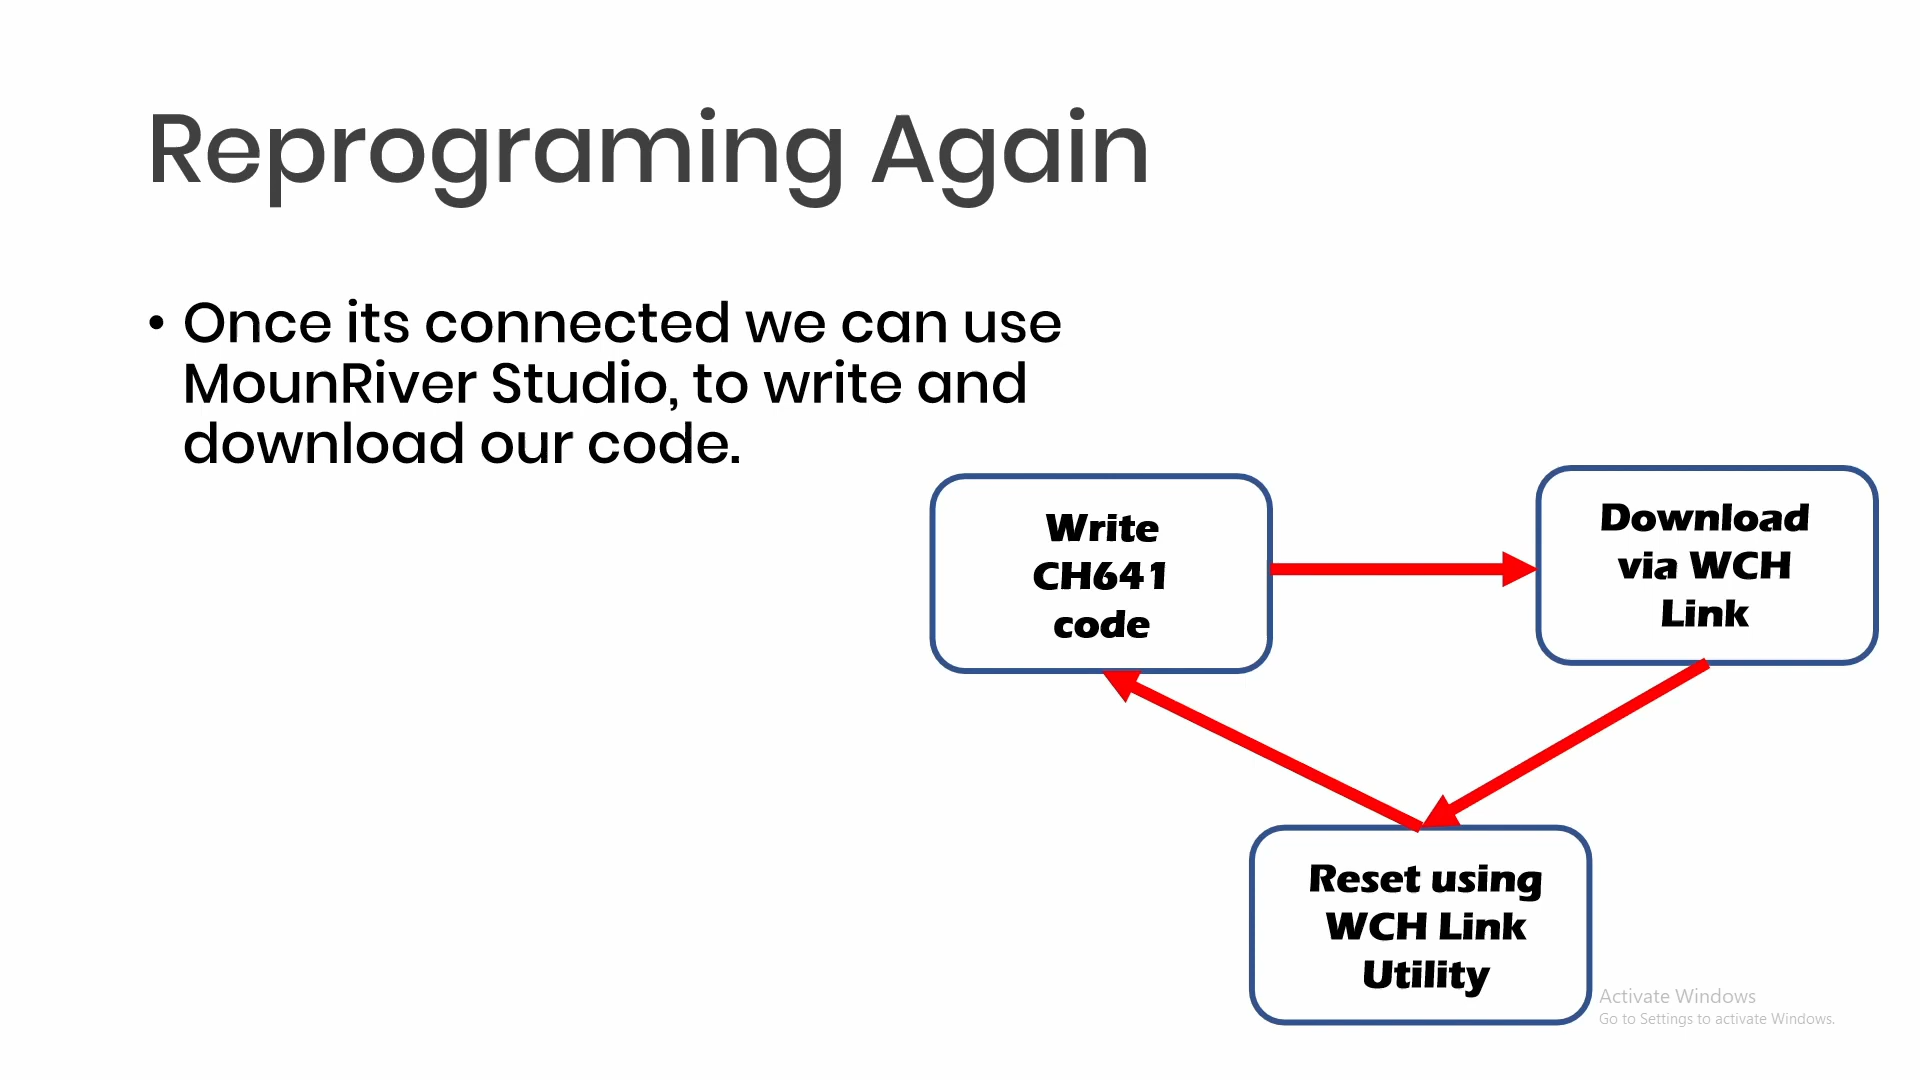 Reprograming Again
• Once its connected we can use
MounRiver Studio, to write and
download our code.
Write
CH641
code
Download
via WCH
Link
Reset using
WCH Link
Utility
Activate Windows
Go to Settings to activate Windows.